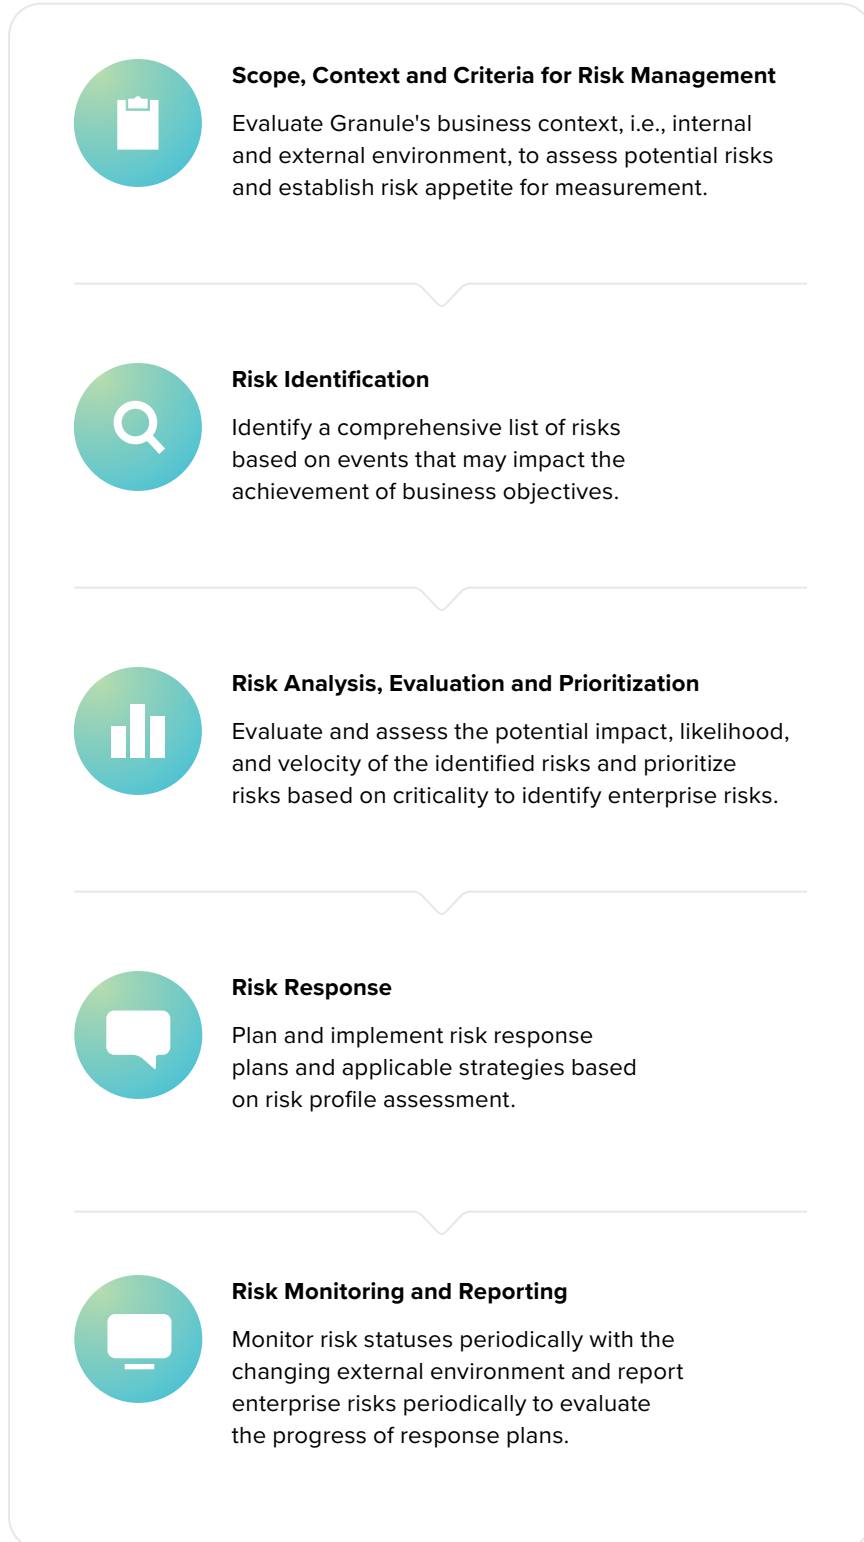 Scope, Context and Criteria for Risk Management
Evaluate Granule's business context, i.e., internal
and external environment, to assess potential risks
and establish risk appetite for measurement.
Risk Identification
Identify a comprehensive list of risks
based on events that may impact the
achievement of business objectives.
Risk Analysis, Evaluation and Prioritization
Evaluate and assess the potential impact, likelihood,
and velocity of the identified risks and prioritize
risks based on criticality to identify enterprise risks.
Risk Response
Plan and implement risk response
plans and applicable strategies based
on risk profile assessment.
Risk Monitoring and Reporting
Monitor risk statuses periodically with the
changing external environment and report
enterprise risks periodically to evaluate
the progress of response plans.